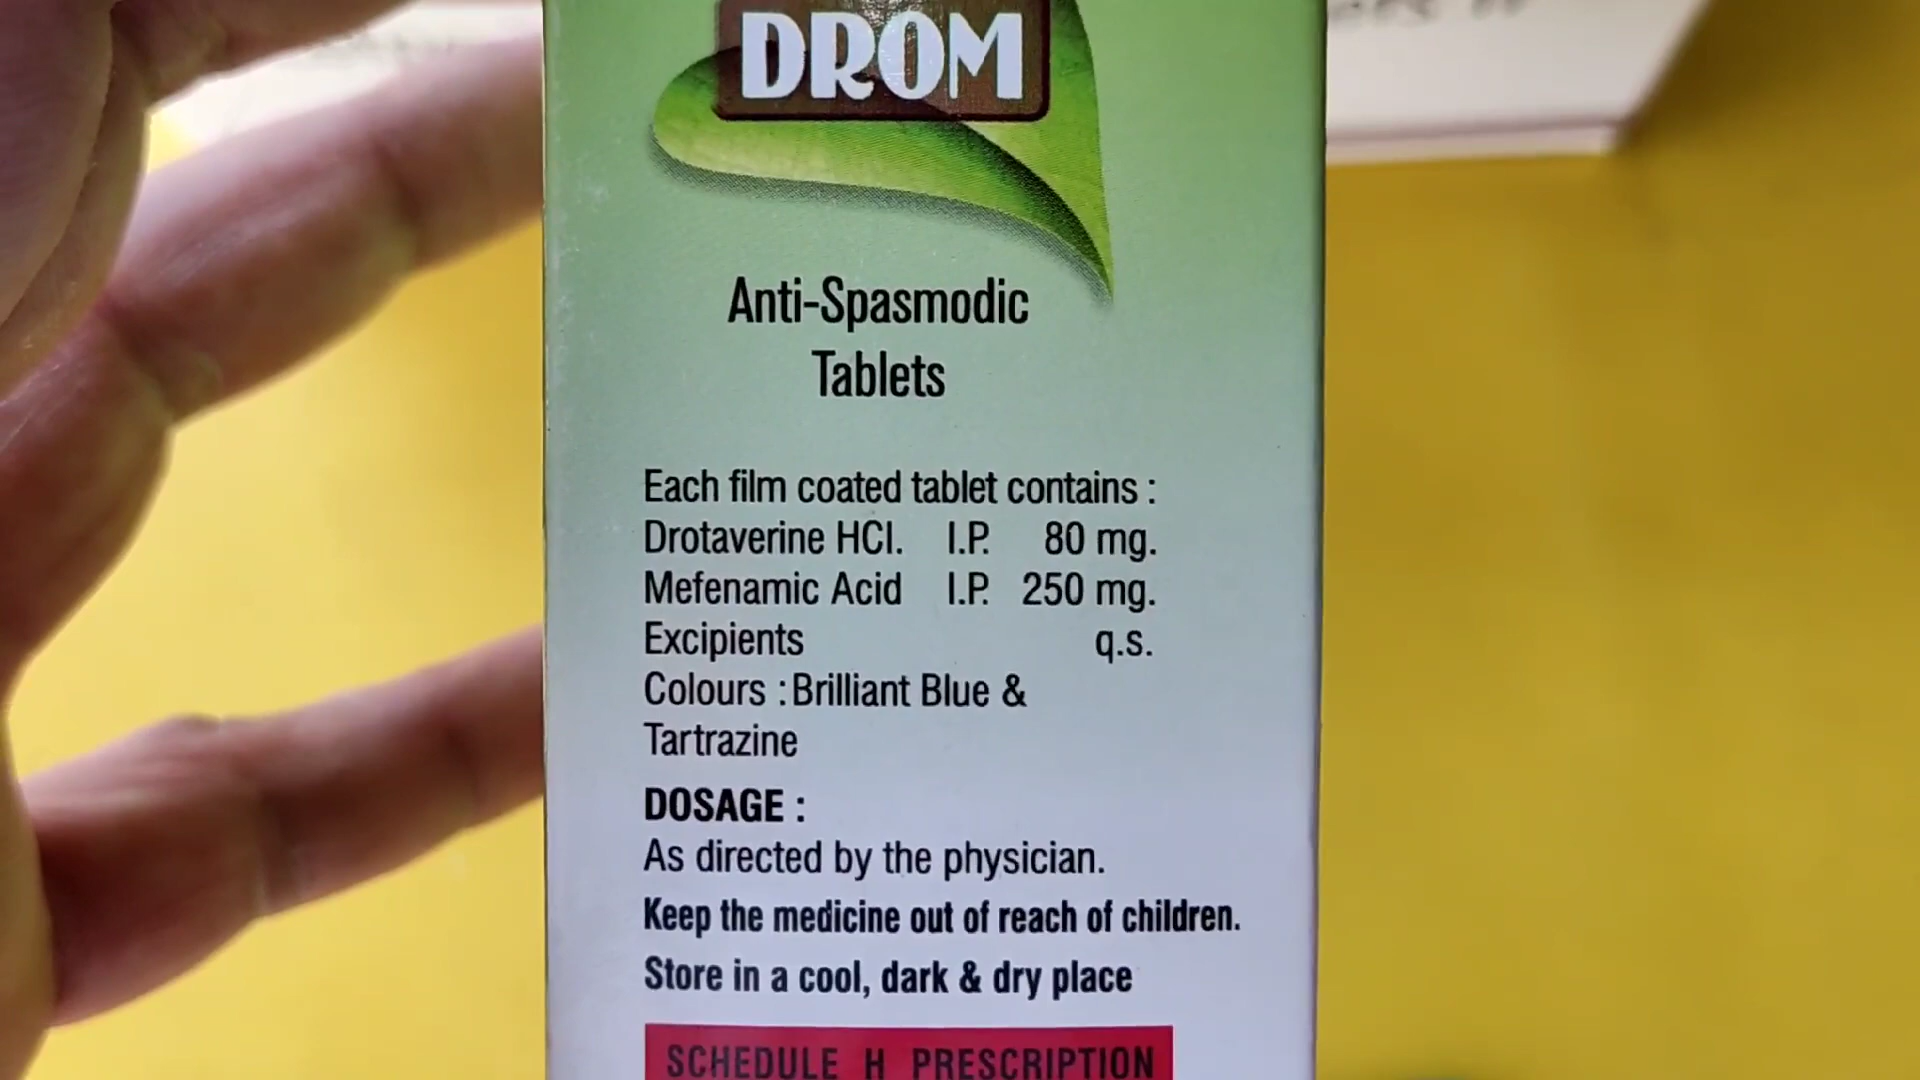 DROM
Anti-Spasmodic
Tablets
Each film coated tablet contains :
Drotaverine HCl. I.P. 80 mg.
Mefenamic Acid I.P. 250 mg.
Excipients q.s.
Colours : Brilliant Blue &
Tartrazine
DOSAGE :
As directed by the physician.
Keep the medicine out of reach of children.
Store in a cool, dark & dry place
SCHEDULE H PRESCRIPTION